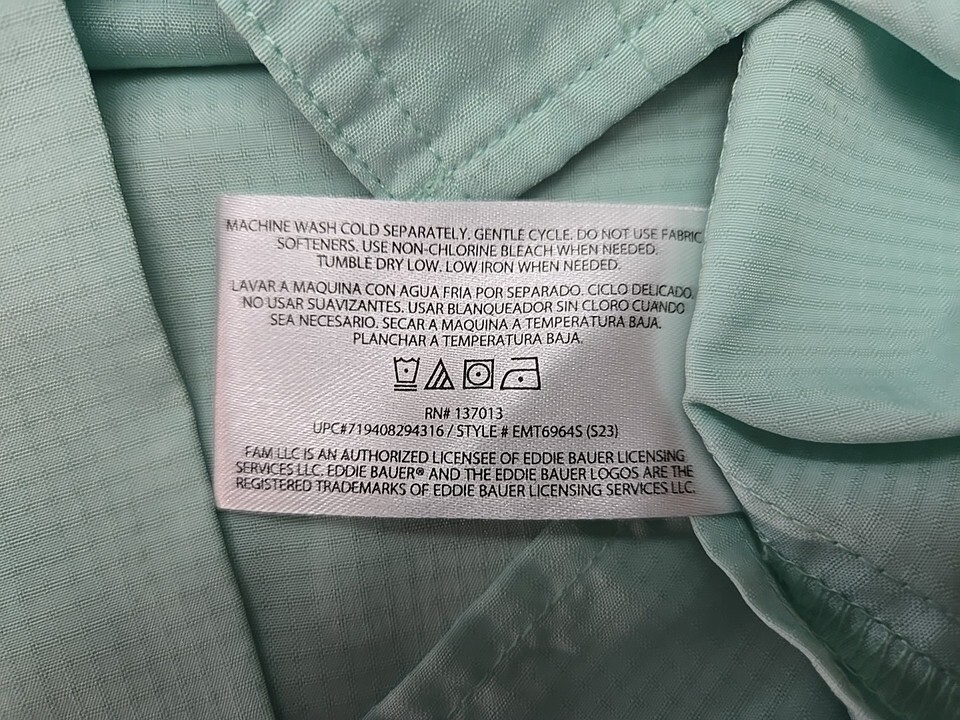 MACHINE WASH COLD SEPARATELY. GENTLE CYCLE. DO NOT USE FABRIC
SOFTENERS. USE NON-CHLORINE BLEACH WHEN NEEDED.
TUMBLE DRY LOW. LOW IRON WHEN NEEDED.
LAVAR A MAQUINA CON AGUA FRIA POR SEPARADO. CICLO DELICADO.
NO USAR SUAVIZANTES. USAR BLANQUEADOR SIN CLORO CUANDO
SEA NECESARIO. SECAR A MAQUINA A TEMPERATURA BAJA.
PLANCHAR A TEMPERATURA BAJA.
RN# 137013
UPC#719408294316 / STYLE # EMT6964S (S23)
FAM LLC IS AN AUTHORIZED LICENSEE OF EDDIE BAUER LICENSING
SERVICES LLC. EDDIE BAUER® AND THE EDDIE BAUER LOGOS ARE THE
REGISTERED TRADEMARKS OF EDDIE BAUER LICENSING SERVICES LLC.